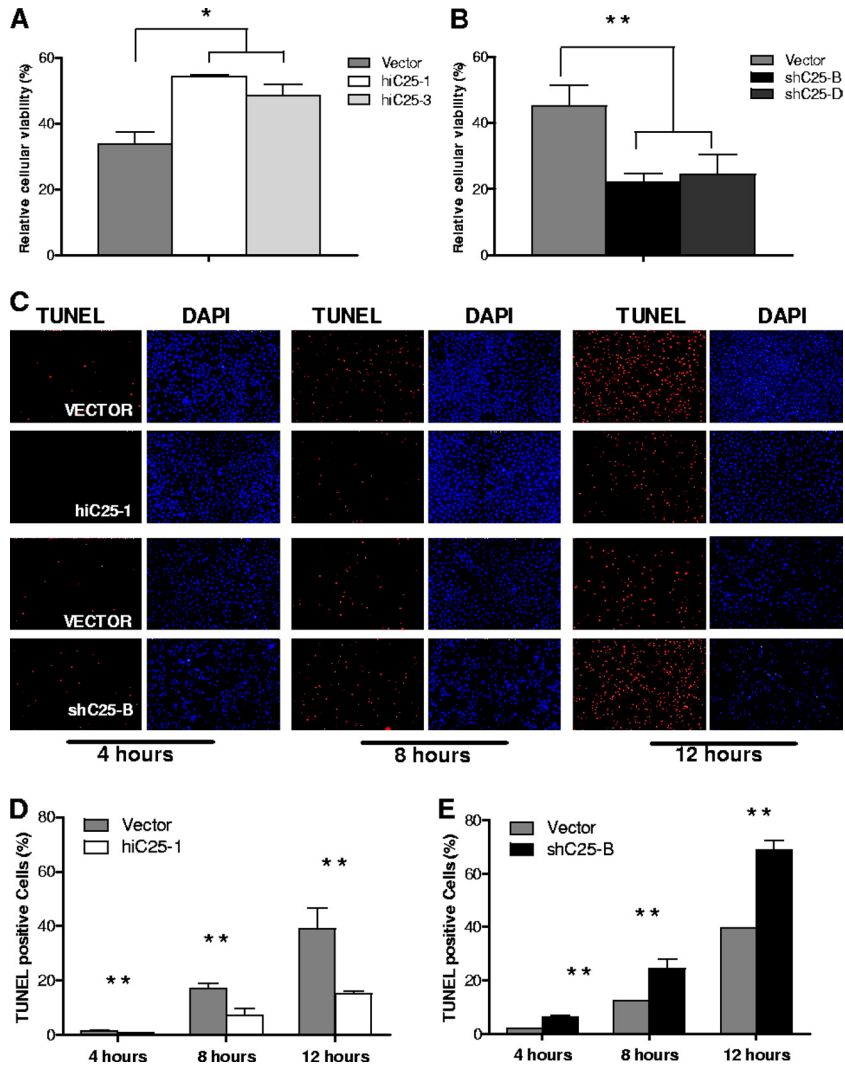 A
*
Relative cellular viability (%)
60
40
20
0
Vector
hiC25-1
hiC25-3
B
**
Relative cellular viability (%)
60
40
20
0
Vector
shC25-B
shC25-D
C
TUNEL DAPI TUNEL DAPI TUNEL DAPI
VECTOR
hiC25-1
VECTOR
shC25-B
4 hours 8 hours 12 hours
D
TUNEL positive Cells (%)
80
60
40
20
0
Vector
hiC25-1
**
**
**
4 hours 8 hours 12 hours
E
TUNEL positive Cells (%)
80
60
40
20
0
Vector
shC25-B
**
**
**
4 hours 8 hours 12 hours